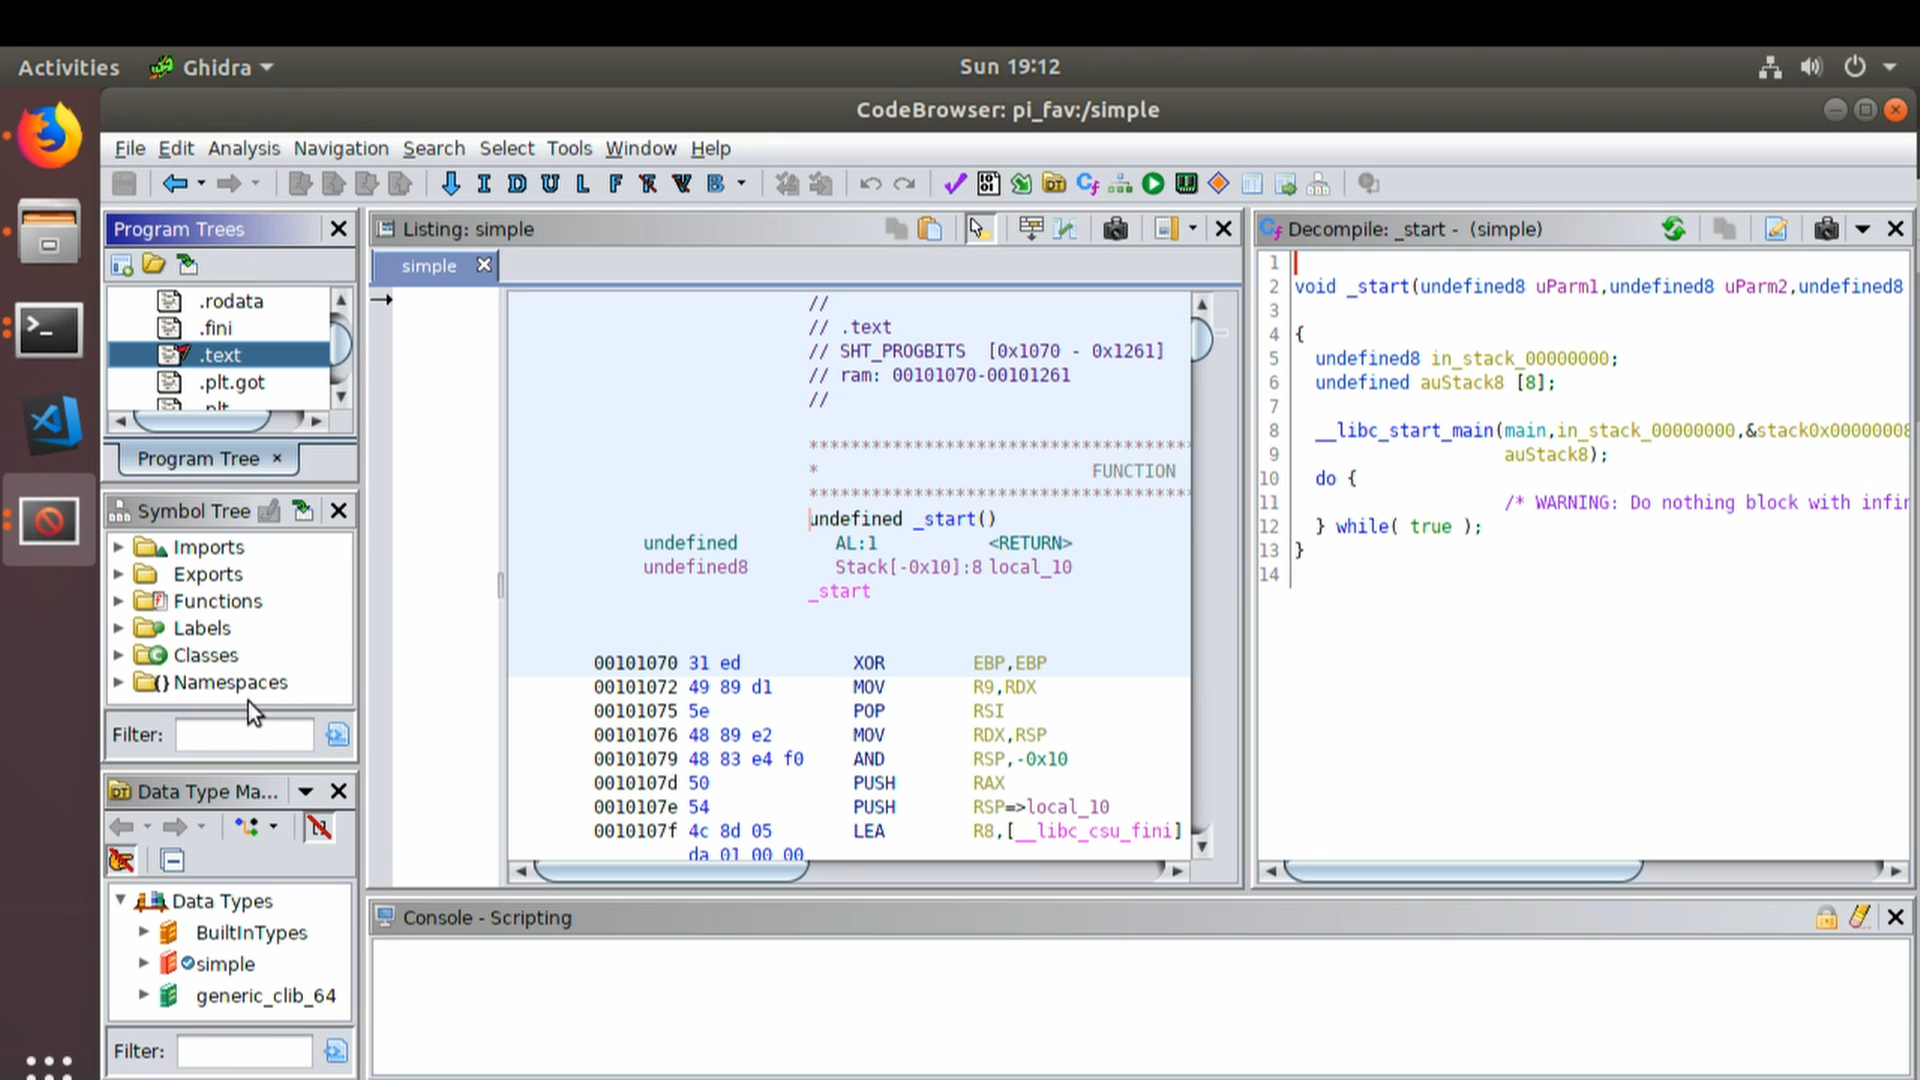 Activities Ghidra Sun 19:12
CodeBrowser: pi_fav:/simple
File Edit Analysis Navigation Search Select Tools Window Help
I D U L F B
Program Trees
.rodata
.fini
.text
.plt.got
Program Tree ×
Symbol Tree
Imports
Exports
Functions
Labels
Classes
{} Namespaces
Filter:
Data Type Ma...
Data Types
BuiltInTypes
simple
generic_clib_64
Filter:
Listing: simple
simple
//
// .text
// SHT_PROGBITS [0x1070 - 0x1261]
// ram: 00101070-00101261
//
**************************************
* FUNCTION
**************************************
undefined _start()
undefined AL:1 <RETURN>
undefined8 Stack[-0x10]:8 local_10
_start
00101070 31 ed XOR EBP,EBP
00101072 49 89 d1 MOV R9,RDX
00101075 5e POP RSI
00101076 48 89 e2 MOV RDX,RSP
00101079 48 83 e4 f0 AND RSP,-0x10
0010107d 50 PUSH RAX
0010107e 54 PUSH RSP=>local_10
0010107f 4c 8d 05 LEA R8,[__libc_csu_fini]
da 01 00 00
Decompile: _start - (simple)
1
2 void _start(undefined8 uParm1,undefined8 uParm2,undefined8
3
4 {
5 undefined8 in_stack_00000000;
6 undefined auStack8 [8];
7
8 __libc_start_main(main,in_stack_00000000,&stack0x00000008
9 auStack8);
10 do {
11 /* WARNING: Do nothing block with infin
12 } while( true );
13 }
14
Console - Scripting